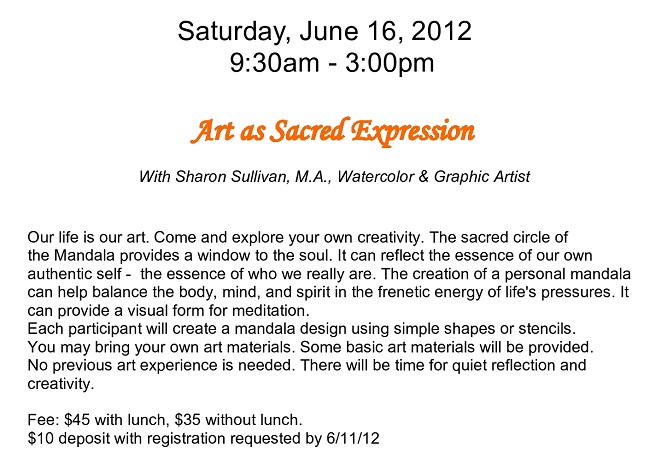 Saturday, June 16, 2012
9:30am - 3:00pm
Art as Sacred Expression
With Sharon Sullivan, M.A., Watercolor & Graphic Artist
Our life is our art. Come and explore your own creativity. The sacred circle of
the Mandala provides a window to the soul. It can reflect the essence of our own
authentic self -  the essence of who we really are. The creation of a personal mandala
can help balance the body, mind, and spirit in the frenetic energy of life's pressures. It
can provide a visual form for meditation.
Each participant will create a mandala design using simple shapes or stencils.
You may bring your own art materials. Some basic art materials will be provided.
No previous art experience is needed. There will be time for quiet reflection and
creativity.
Fee: $45 with lunch, $35 without lunch.
$10 deposit with registration requested by 6/11/12